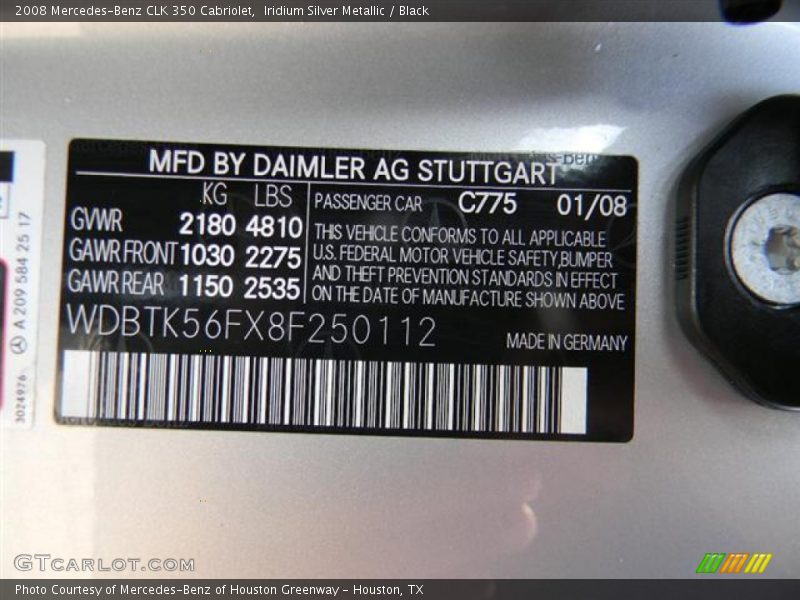 2008 Mercedes-Benz CLK 350 Cabriolet,  Iridium Silver Metallic / Black
MFD BY DAIMLER AG STUTTGART
KG LBS
GVWR 2180 4810
GAWR FRONT 1030 2275
GAWR REAR 1150 2535
PASSENGER CAR C775 01/08
THIS VEHICLE CONFORMS TO ALL APPLICABLE
U.S. FEDERAL MOTOR VEHICLE SAFETY,BUMPER
AND THEFT PREVENTION STANDARDS IN EFFECT
ON THE DATE OF MANUFACTURE SHOWN ABOVE
WDBTK56FX8F250112
MADE IN GERMANY
A 209 584 25 17
3024976
GTCARLOT.COM
Photo Courtesy of Mercedes-Benz of Houston Greenway - Houston, TX